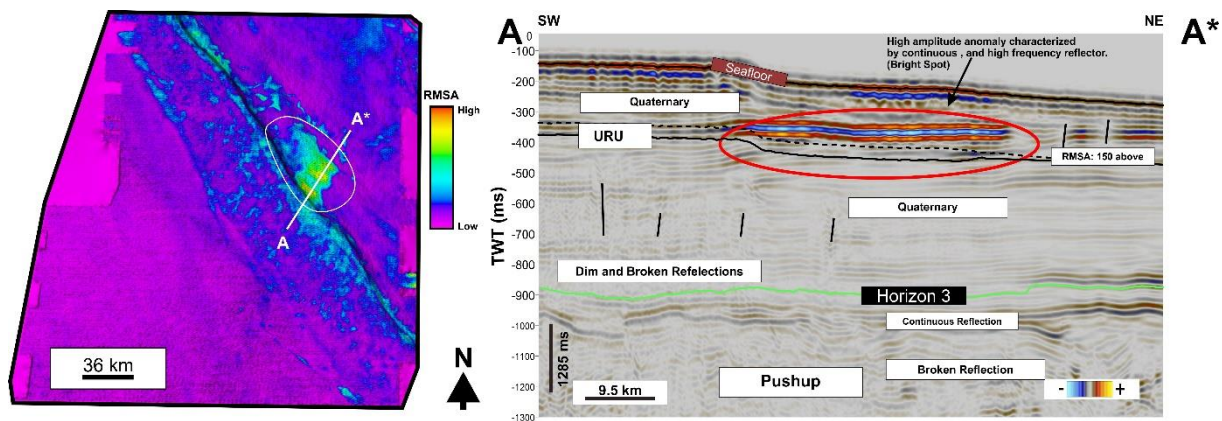 RMSA
High
Low
A*
A
36 km
N
A
SW
NE
A*
0
-100
-200
-300
-400
-500
-600
-700
-800
-900
-1000
-1100
-1200
-1300
TWT (ms)
High amplitude anomaly characterized
by continuous , and high frequency reflector.
(Bright Spot)
Seafloor
Quaternary
URU
RMSA: 150 above
Quaternary
Dim and Broken Refelections
Horizon 3
Continuous Reflection
1285 ms
Broken Reflection
9.5 km
Pushup
- +